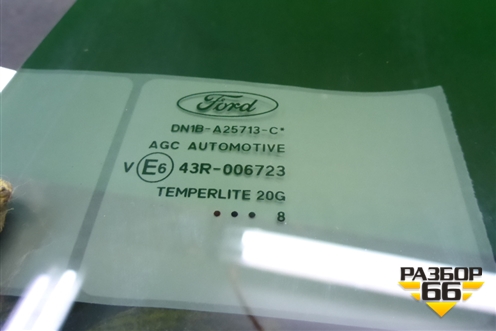 Ford
DN1B-A25713-C*
AGC AUTOMOTIVE
V E6 43R-006723
TEMPERLITE 20G
• • • 8
РАЗБОР
66